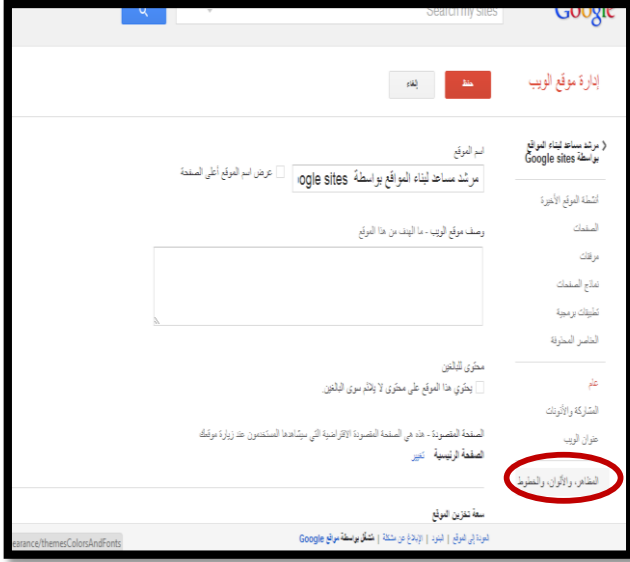 Google
Search my sites
إدارة موقع الويب
حفظ
إلغاء
مرشد مساعد لبناء المواقع
بواسطة Google sites
أنشطة الموقع الأخيرة
الصفحات
مرفقات
نماذج الصفحات
تطبيقات برمجية
العناصر المحذوفة
عام
المشاركة والأذونات
عنوان الويب
المظاهر، والألوان، والخطوط
اسم الموقع
مرشد مساعد لبناء المواقع بواسطة ogle sites
عرض اسم الموقع أعلى الصفحة
وصف موقع الويب - ما الهدف من هذا الموقع
محتوى للبالغين
يحتوي هذا الموقع على محتوى لا يلائم سوى البالغين.
الصفحة المقصودة - هذه هي الصفحة المقصودة الافتراضية التي سيشاهدها المستخدمون عند زيارة موقعك
الصفحة الرئيسية تغيير
سعة تخزين الموقع
العودة إلى الموقع | البنود | الإبلاغ عن مشكلة | مُشغَّل بواسطة مواقع Google
earance/themesColorsAndFonts